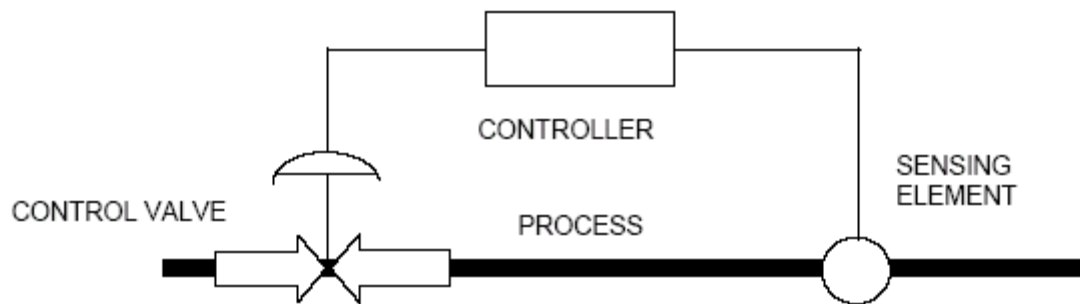 CONTROLLER
SENSING
ELEMENT
CONTROL VALVE
PROCESS